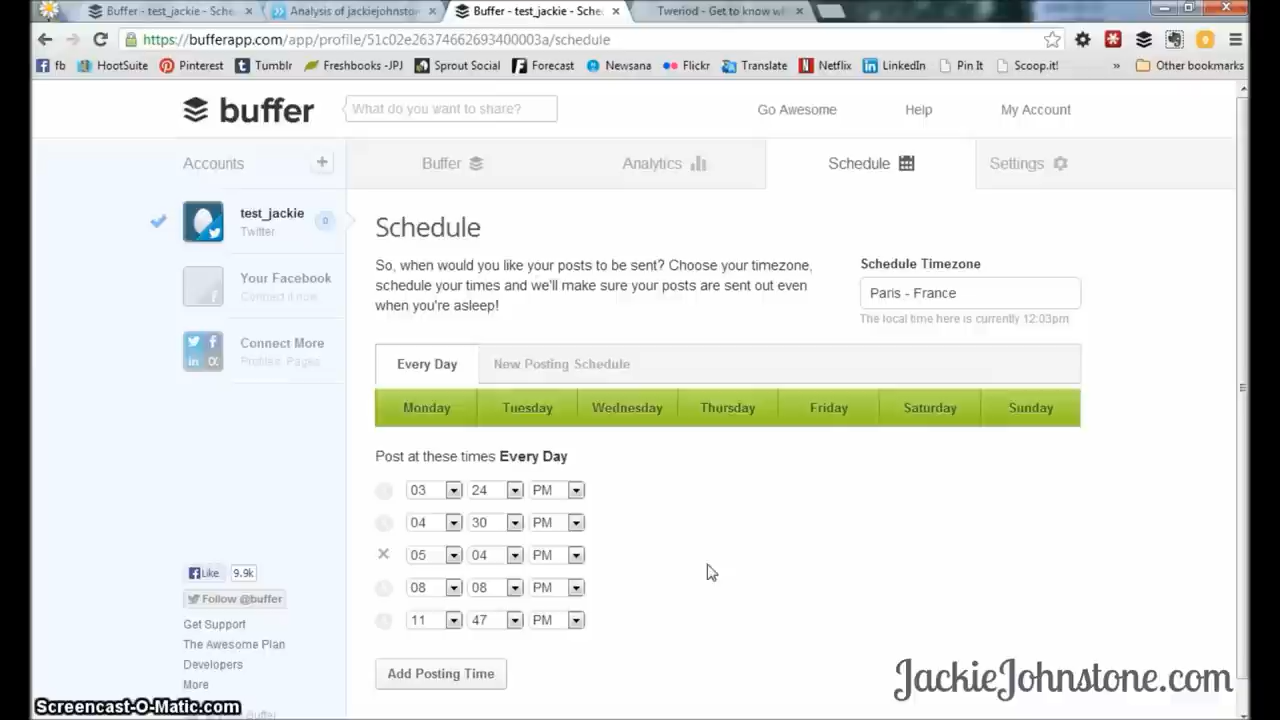 Buffer - test_jackie - Sche
Analysis of jackiejohnston
Buffer - test_jackie - Sche
Tweriod - Get to know w
https://bufferapp.com/app/profile/51c02e26374662693400003a/schedule
fb HootSuite Pinterest Tumblr Freshbooks -JPJ Sprout Social Forecast Newsana Flickr Translate Netflix LinkedIn Pin It Scoop.it! » Other bookmarks
buffer
What do you want to share?
Go Awesome Help My Account
Accounts +
Buffer Analytics Schedule Settings
test_jackie
Twitter
0
Your Facebook
Connect it now
Connect More
Profiles, Pages
Schedule
So, when would you like your posts to be sent? Choose your timezone,
schedule your times and we'll make sure your posts are sent out even
when you're asleep!
Schedule Timezone
Paris - France
The local time here is currently 12:03pm
Every Day New Posting Schedule
Monday Tuesday Wednesday Thursday Friday Saturday Sunday
Post at these times Every Day
03 24 PM
04 30 PM
05 04 PM
08 08 PM
11 47 PM
Add Posting Time
Like 9.9k
Follow @buffer
Get Support
The Awesome Plan
Developers
More
Buffer
JackieJohnstone.com
Screencast-O-Matic.com